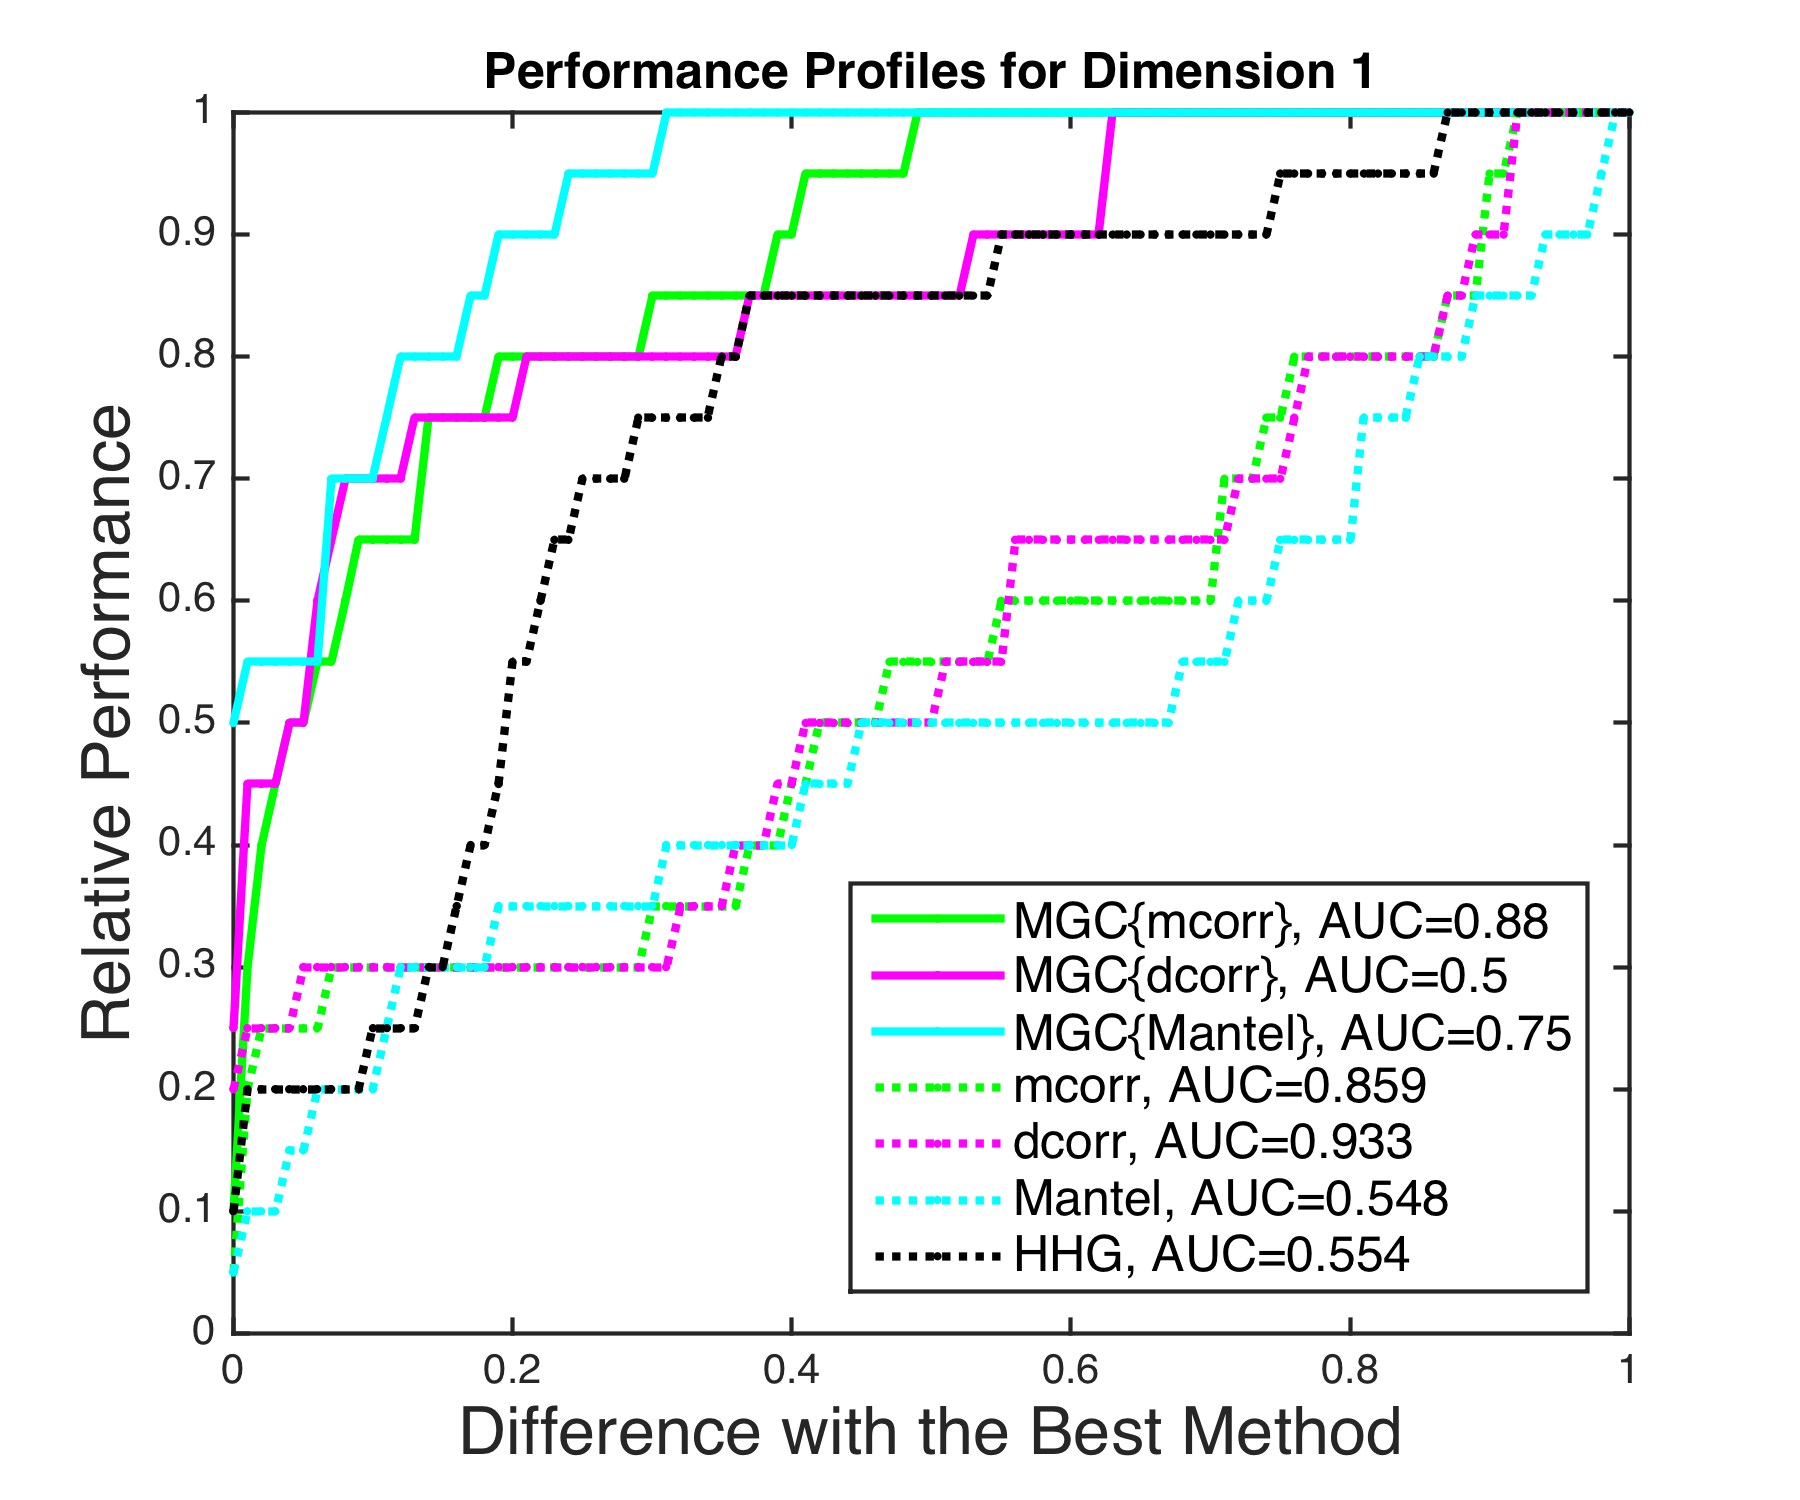 Performance Profiles for Dimension 1
1
0.9
0.8
0.7
0.6
0.5
0.4
0.3
0.2
0.1
0
Relative Performance
MGC{mcorr}, AUC=0.88
MGC{dcorr}, AUC=0.5
MGC{Mantel}, AUC=0.75
mcorr, AUC=0.859
dcorr, AUC=0.933
Mantel, AUC=0.548
HHG, AUC=0.554
0 0.2 0.4 0.6 0.8 1
Difference with the Best Method